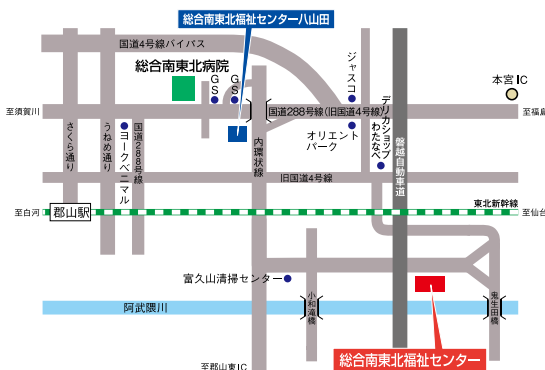 総合南東北福祉センター八山田
国道4号線バイパス
総合南東北病院
GS
GS
ジャスコ
本宮IC
至須賀川
国道288号線(旧国道4号線)
至福島
デリカショップ
わたなべ
オリエント
パーク
さくら通り
うねめ通り
ヨークベニマル
国道288号線
内環状線
磐越自動車道
旧国道4号線
東北新幹線
至白河
郡山駅
至仙台
富久山清掃センター
阿武隈川
小和滝橋
鬼生田橋
総合南東北福祉センター
至郡山東IC